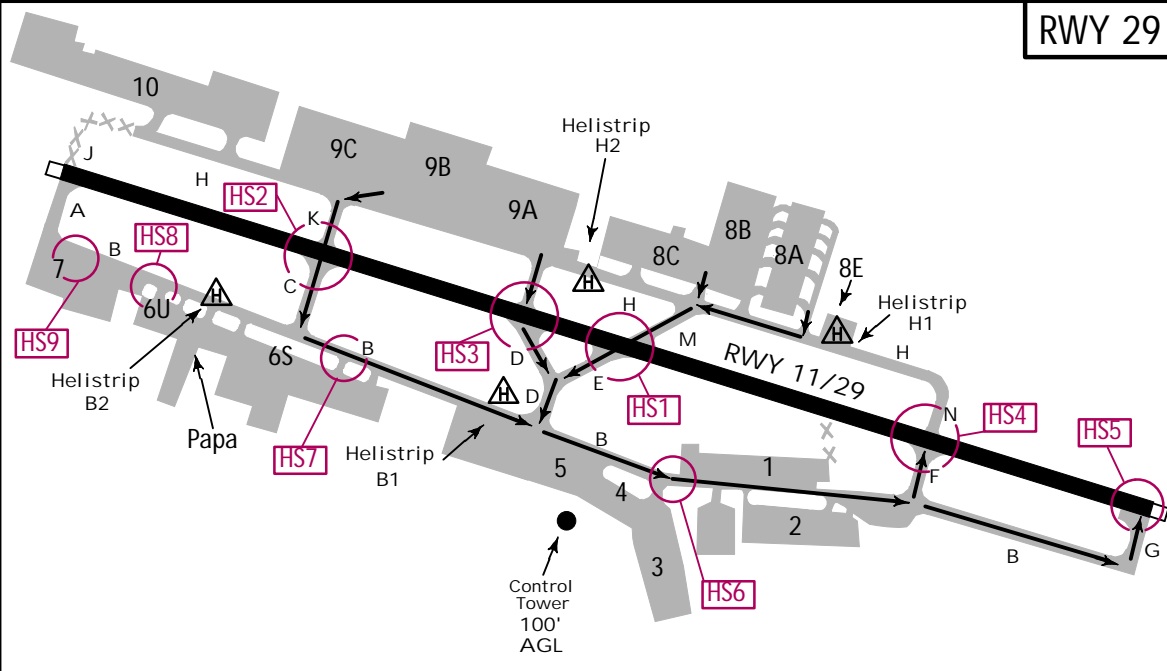 RWY 29
10
Helistrip
H2
9C
9B
J
H
HS2
9A
8B
8A
K
8C
8E
A
B
HS8
Helistrip
H1
7
C
H
6U
H
H
H
M
H
HS9
B
HS3
D
RWY 11/29
6S
E
Helistrip
B2
H
D
HS1
N
HS4
HS5
Papa
HS7
Helistrip
B1
B
5
1
F
4
2
B
G
Control
Tower
100'
AGL
3
HS6